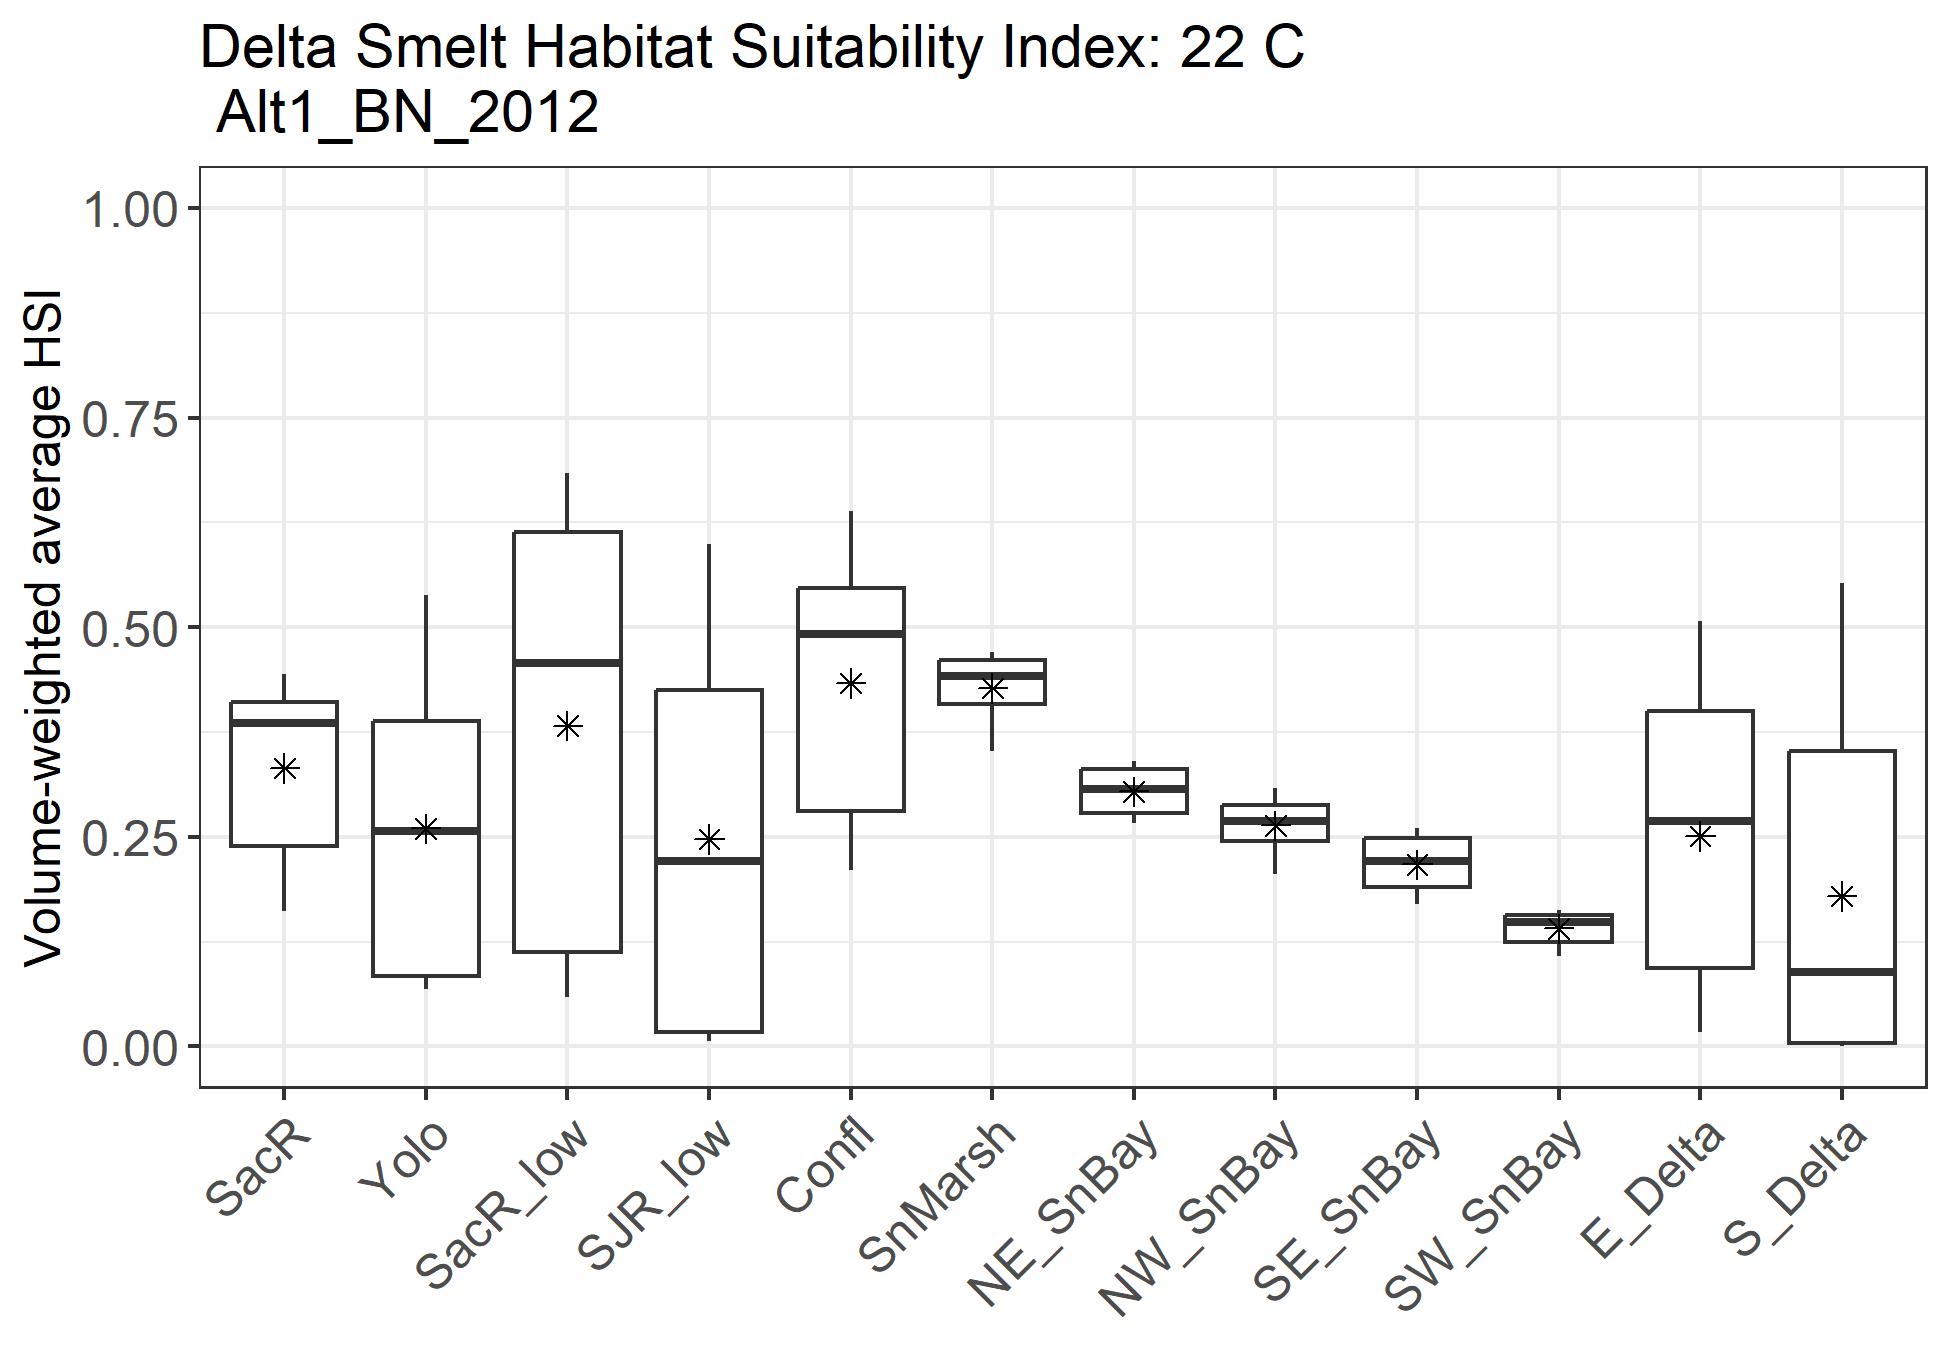 Delta Smelt Habitat Suitability Index: 22 C
Alt1_BN_2012
Volume-weighted average HSI
1.00
0.75
0.50
0.25
0.00
SacR
Yolo
SacR_low
SJR_low
Confl
SnMarsh
NE_SnBay
NW_SnBay
SE_SnBay
SW_SnBay
E_Delta
S_Delta